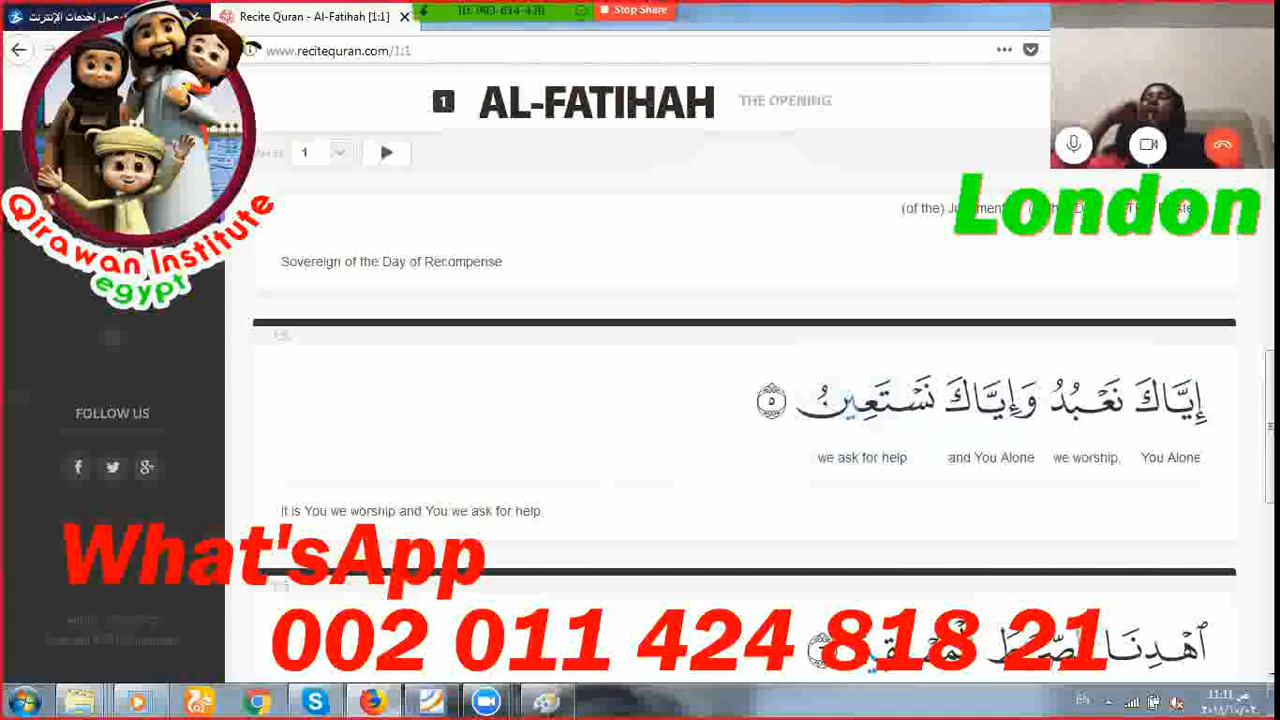 Recite Quran - Al-Fatihah [1:1]
Stop Share
www.recitequran.com/1:1
1 AL-FATIHAH THE OPENING
1
Qirawan Institute
egypt
London
Sovereign of the Day of Recompense
إِيَّاكَ نَعْبُدُ وَإِيَّاكَ نَسْتَعِينُ ٥
we ask for help and You Alone we worship, You Alone
It is You we worship and You we ask for help.
FOLLOW US
What'sApp
002 011 424 818 21
ٱهْدِنَا
11:11 ص